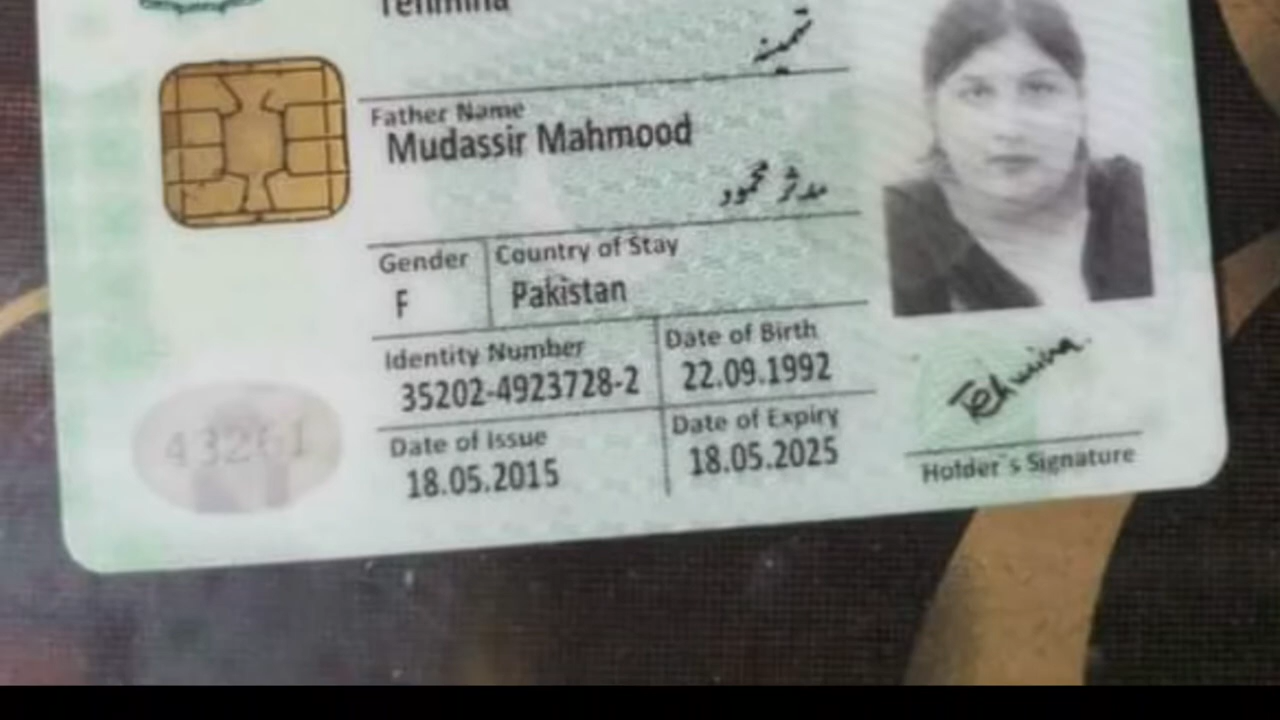 Tehmina
تہمینہ
Father Name
Mudassir Mahmood
مدثر محمود
Gender
Country of Stay
F
Pakistan
Identity Number
Date of Birth
35202-4923728-2
22.09.1992
Date of Issue
Date of Expiry
18.05.2015
18.05.2025
Tehmina
Holder's Signature
43261